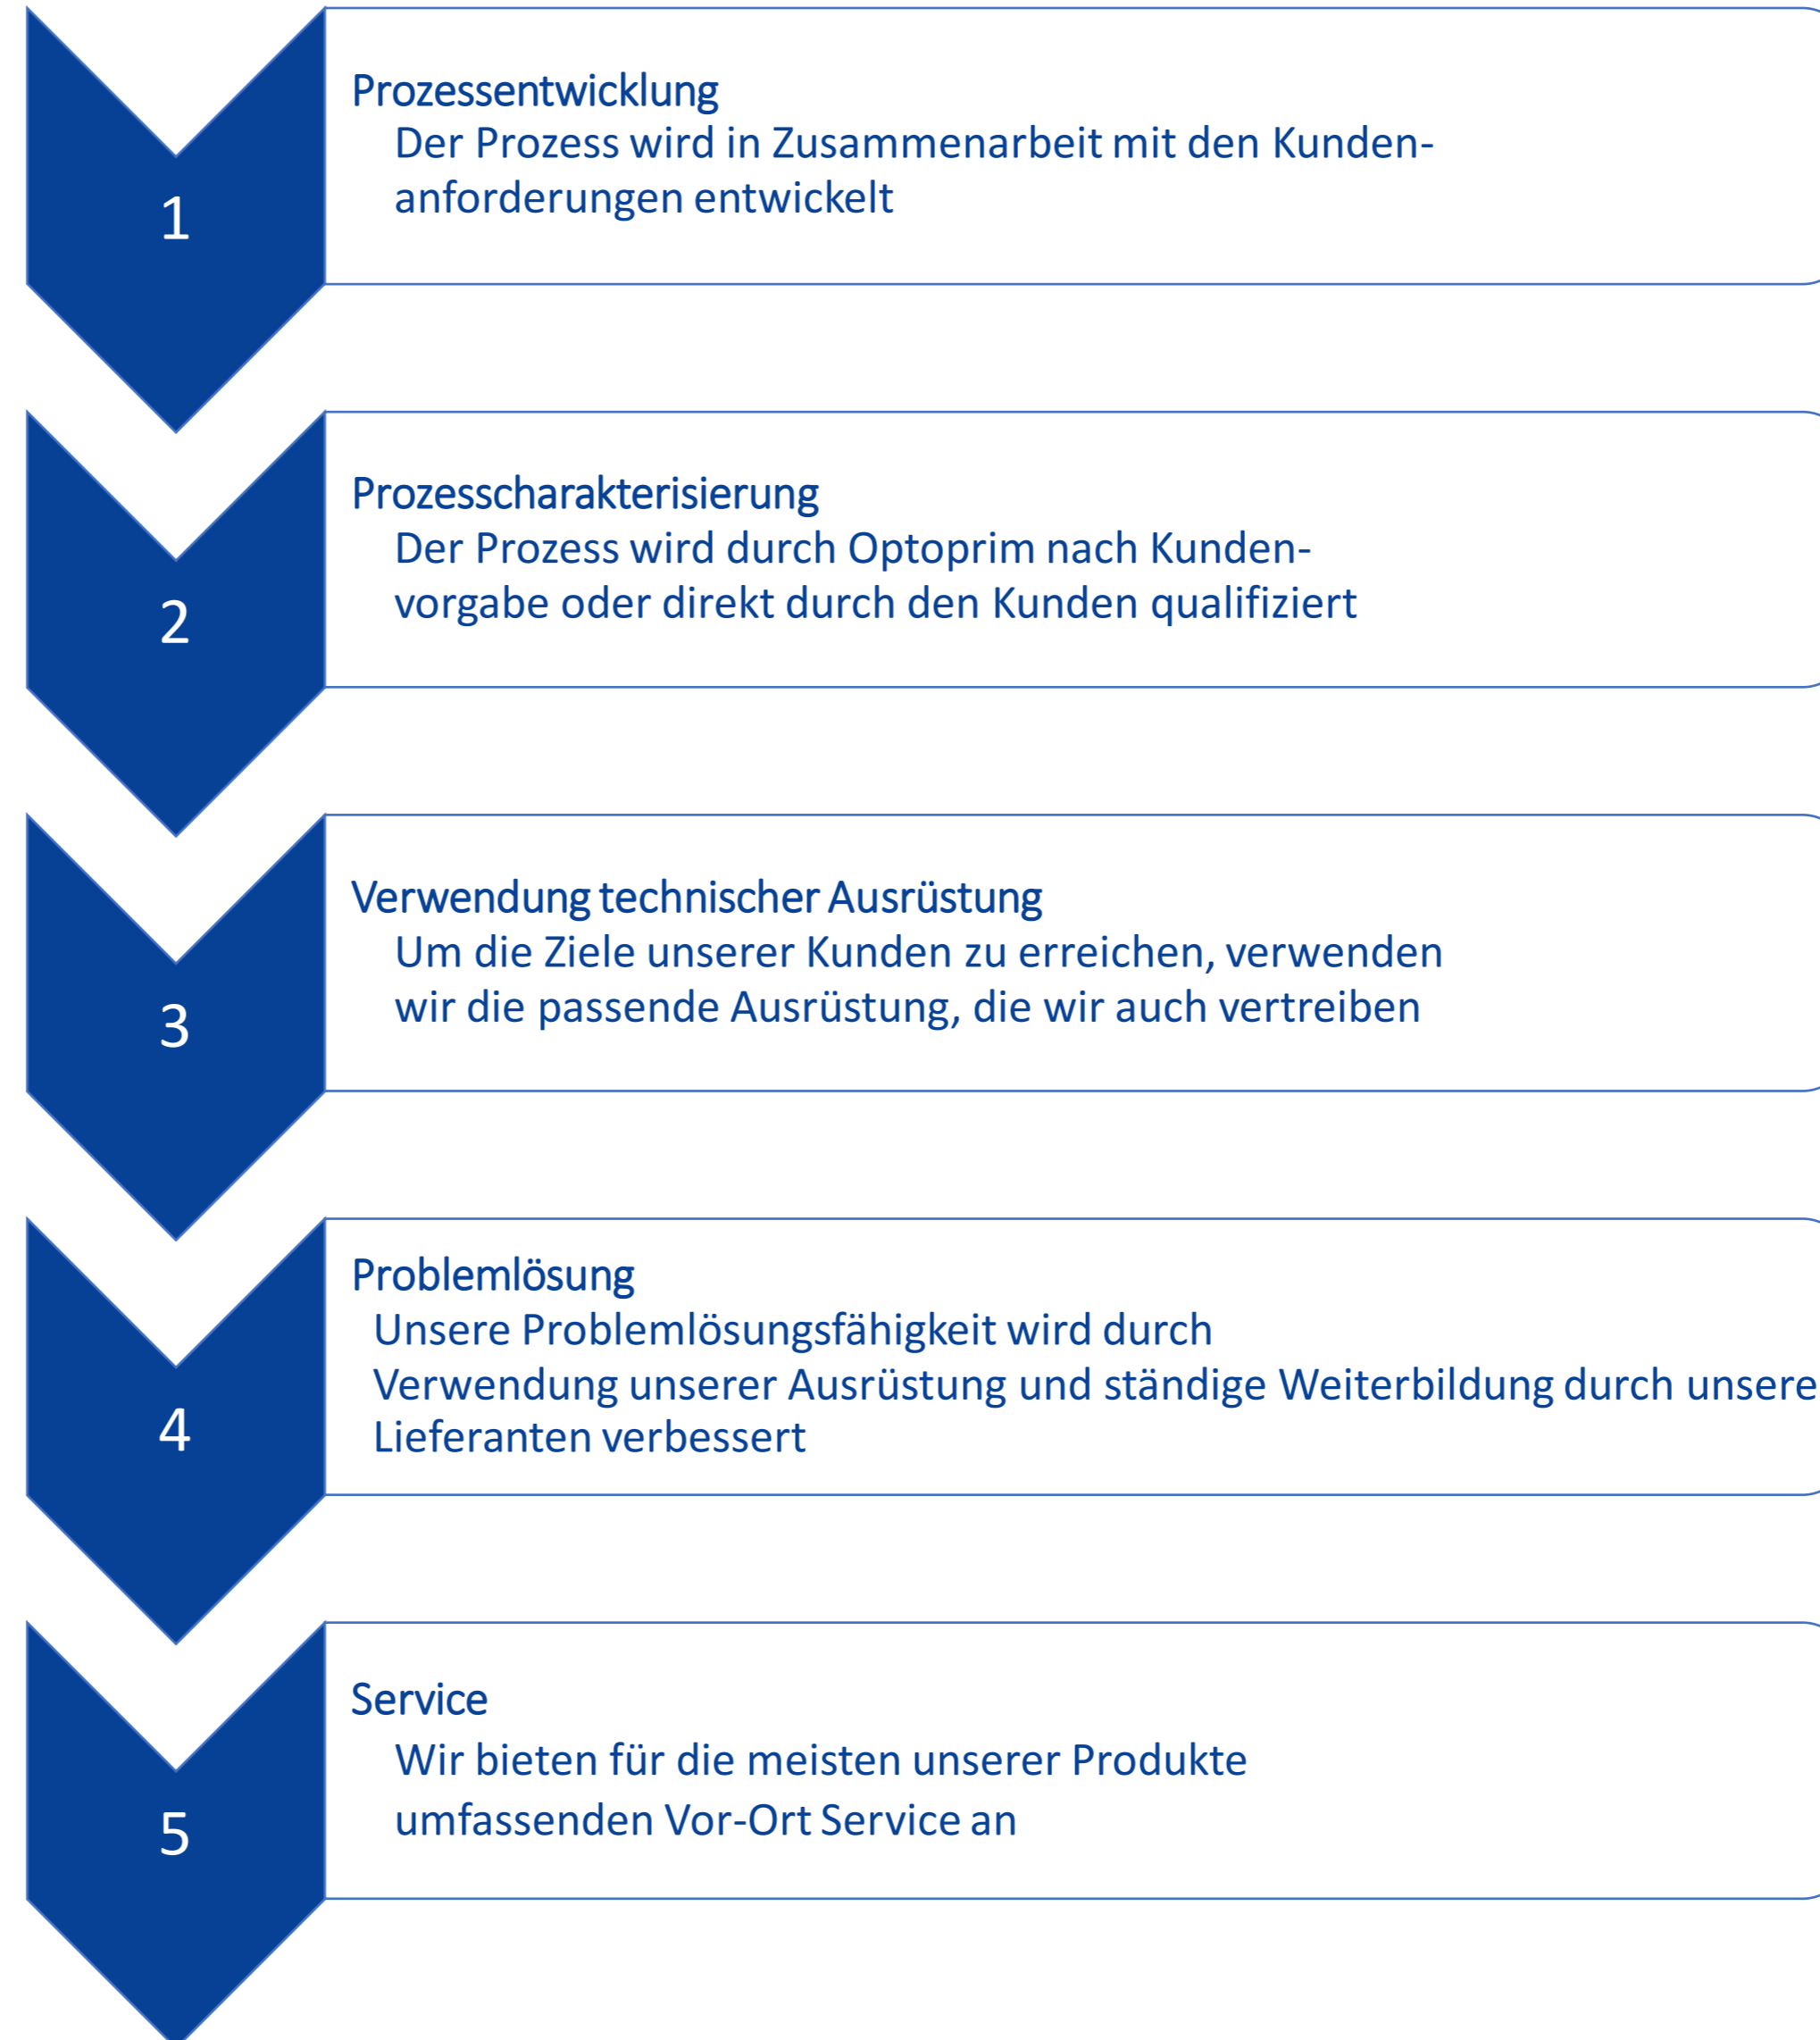 1
Prozessentwicklung
Der Prozess wird in Zusammenarbeit mit den Kunden-
anforderungen entwickelt
2
Prozesscharakterisierung
Der Prozess wird durch Optoprim nach Kunden-
vorgabe oder direkt durch den Kunden qualifiziert
3
Verwendung technischer Ausrüstung
Um die Ziele unserer Kunden zu erreichen, verwenden
wir die passende Ausrüstung, die wir auch vertreiben
4
Problemlösung
Unsere Problemlösungsfähigkeit wird durch
Verwendung unserer Ausrüstung und ständige Weiterbildung durch unsere
Lieferanten verbessert
5
Service
Wir bieten für die meisten unserer Produkte
umfassenden Vor-Ort Service an